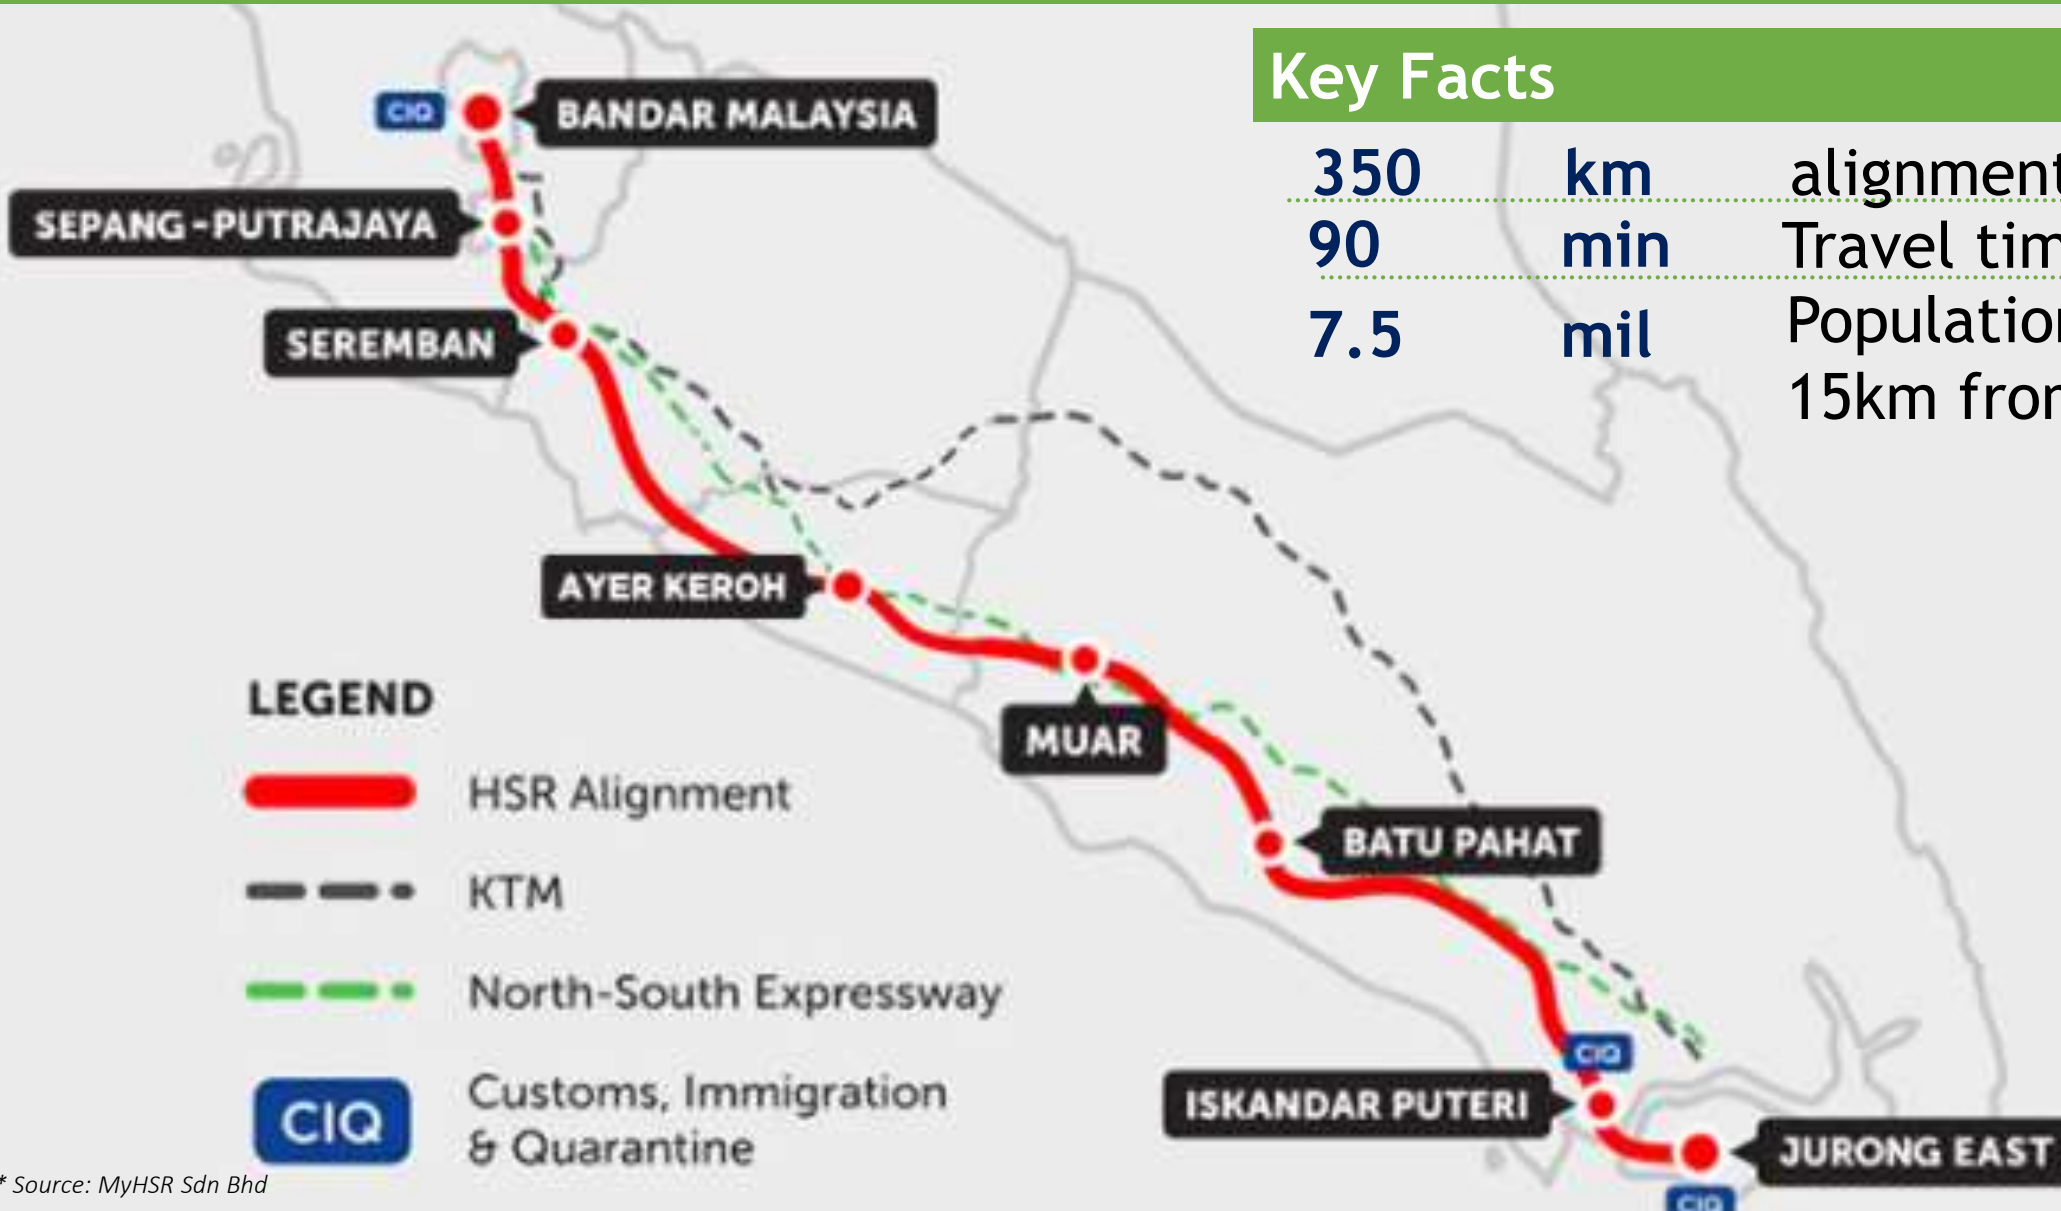 Key Facts
350 km alignment
90 min Travel tim
7.5 mil Population
15km from
CIQ BANDAR MALAYSIA
SEPANG-PUTRAJAYA
SEREMBAN
AYER KEROH
MUAR
BATU PAHAT
CIQ
ISKANDAR PUTERI
JURONG EAST
CIQ
LEGEND
HSR Alignment
KTM
North-South Expressway
CIQ Customs, Immigration
& Quarantine
* Source: MyHSR Sdn Bhd